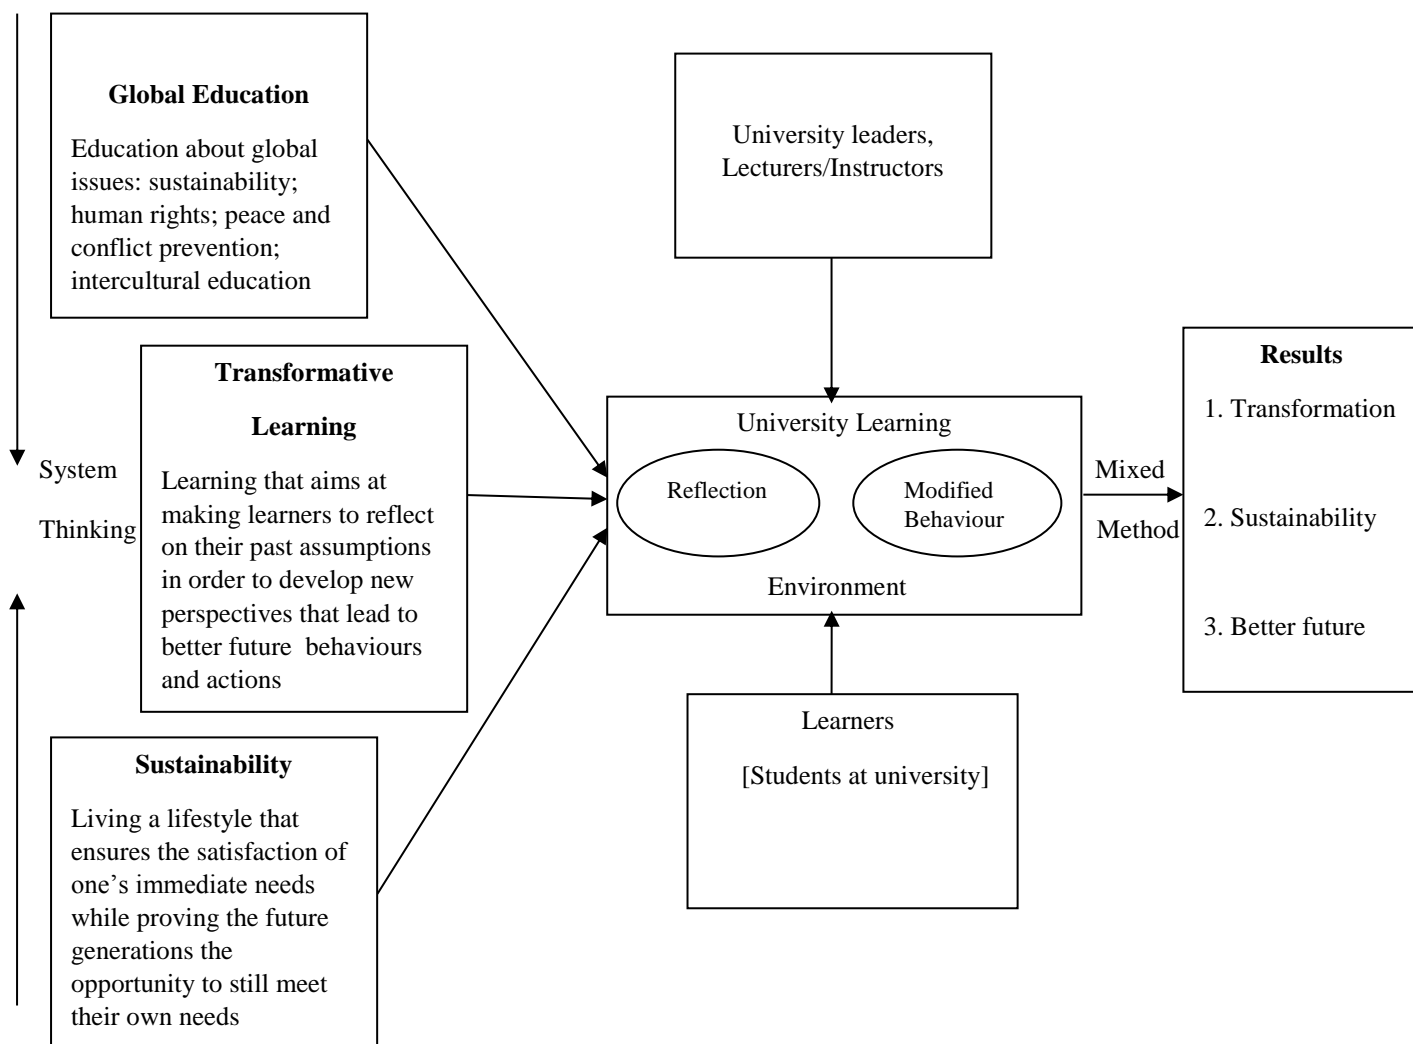 Global Education
Education about global
issues: sustainability;
human rights; peace and
conflict prevention;
intercultural education
University leaders,
Lecturers/Instructors
System
Thinking
Transformative
Learning
Learning that aims at
making learners to reflect
on their past assumptions
in order to develop new
perspectives that lead to
better future behaviours
and actions
University Learning
Reflection
Modified
Behaviour
Environment
Mixed
Method
Results
1. Transformation
2. Sustainability
3. Better future
Learners
[Students at university]
Sustainability
Living a lifestyle that
ensures the satisfaction of
one’s immediate needs
while proving the future
generations the
opportunity to still meet
their own needs